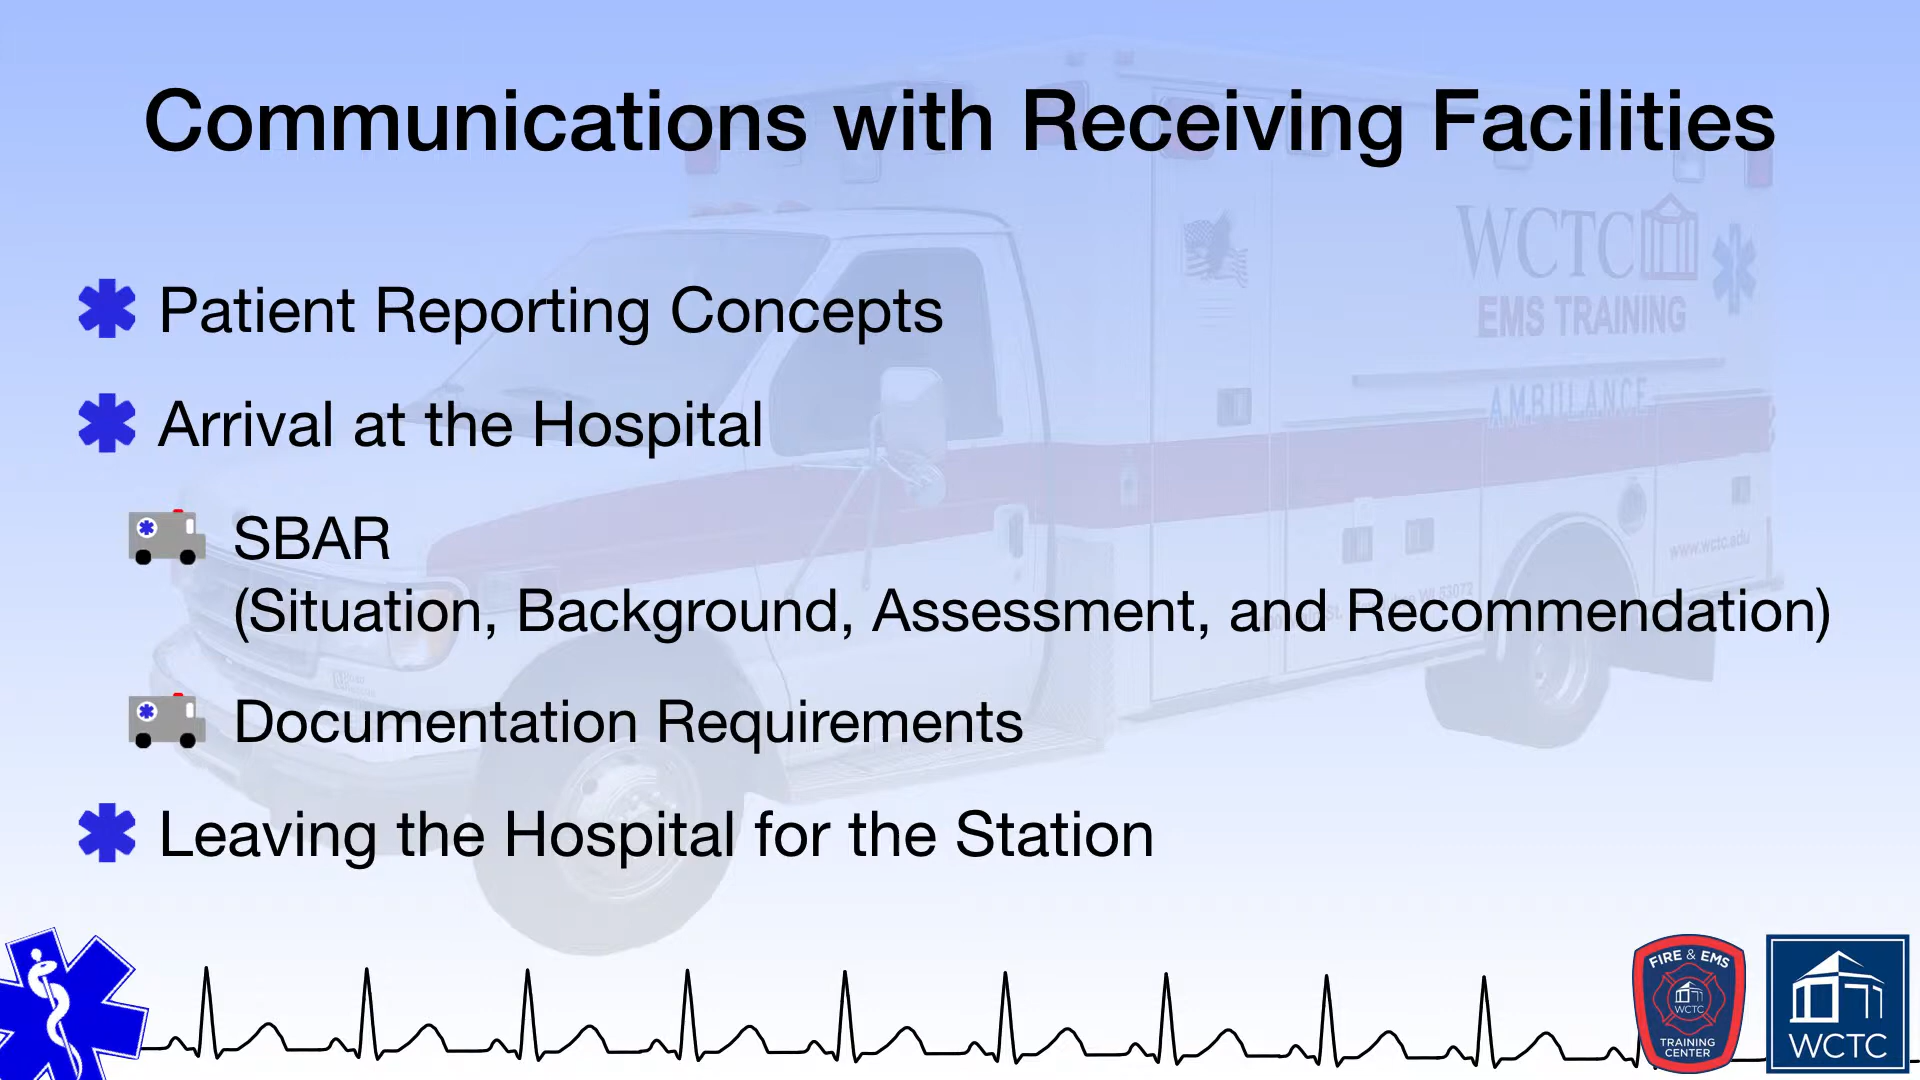 Communications with Receiving Facilities
WCTC
EMS TRAINING
Patient Reporting Concepts
AMBULANCE
Arrival at the Hospital
SBAR
www.wctc.edu
(Situation, Background, Assessment, and Recommendation)
Documentation Requirements
Leaving the Hospital for the Station
FIRE & EMS
WCTC
TRAINING
CENTER
WCTC